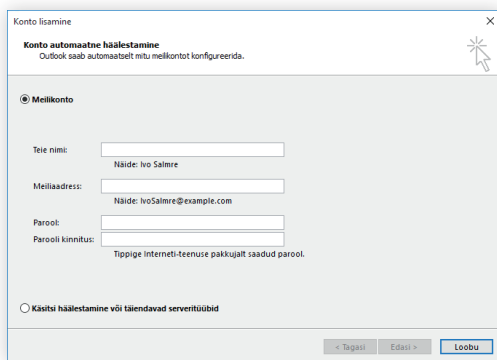 Konto lisamine
Konto automaatne häälestamine
Outlook saab automaatselt mitu meilikontot konfigureerida.
Meilikonto
Teie nimi:
Näide: Ivo Salmre
Meiliaadress:
Näide: IvoSalmre@example.com
Parool:
Parooli kinnitus:
Tippige Interneti-teenuse pakkujalt saadud parool.
Käsitsi häälestamine või täiendavad serveritüübid
< Tagasi Edasi > Loobu